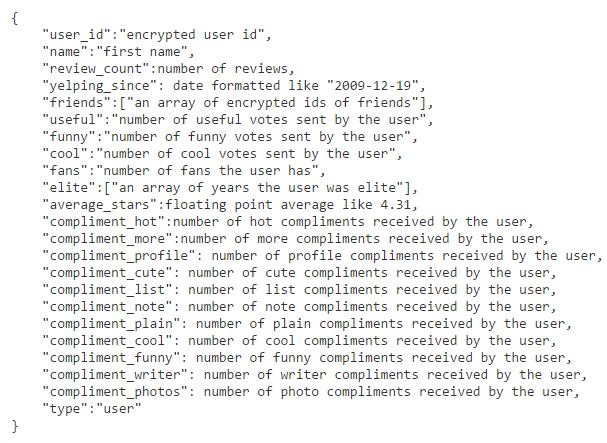 {
    "user_id":"encrypted user id",
    "name":"first name",
    "review_count":number of reviews,
    "yelping_since": date formatted like "2009-12-19",
    "friends":["an array of encrypted ids of friends"],
    "useful":"number of useful votes sent by the user",
    "funny":"number of funny votes sent by the user",
    "cool":"number of cool votes sent by the user",
    "fans":"number of fans the user has",
    "elite":["an array of years the user was elite"],
    "average_stars":floating point average like 4.31,
    "compliment_hot":number of hot compliments received by the user,
    "compliment_more":number of more compliments received by the user,
    "compliment_profile": number of profile compliments received by the user,
    "compliment_cute": number of cute compliments received by the user,
    "compliment_list": number of list compliments received by the user,
    "compliment_note": number of note compliments received by the user,
    "compliment_plain": number of plain compliments received by the user,
    "compliment_cool": number of cool compliments received by the user,
    "compliment_funny": number of funny compliments received by the user,
    "compliment_writer": number of writer compliments received by the user,
    "compliment_photos": number of photo compliments received by the user,
    "type":"user"
}